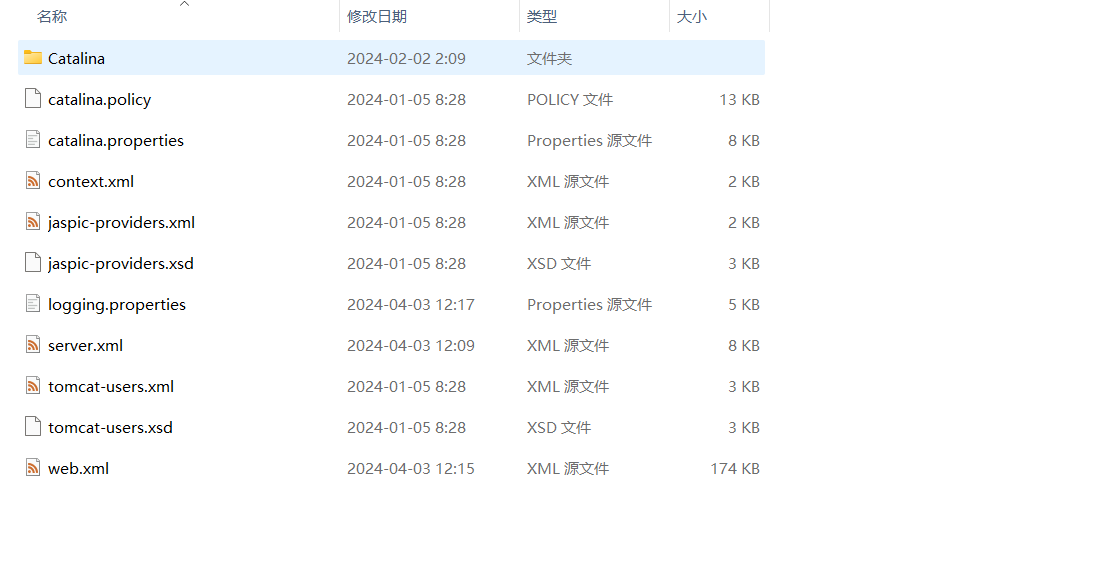 名称 修改日期 类型 大小
Catalina 2024-02-02 2:09 文件夹
catalina.policy 2024-01-05 8:28 POLICY 文件 13 KB
catalina.properties 2024-01-05 8:28 Properties 源文件 8 KB
context.xml 2024-01-05 8:28 XML 源文件 2 KB
jaspic-providers.xml 2024-01-05 8:28 XML 源文件 2 KB
jaspic-providers.xsd 2024-01-05 8:28 XSD 文件 3 KB
logging.properties 2024-04-03 12:17 Properties 源文件 5 KB
server.xml 2024-04-03 12:09 XML 源文件 8 KB
tomcat-users.xml 2024-01-05 8:28 XML 源文件 3 KB
tomcat-users.xsd 2024-01-05 8:28 XSD 文件 3 KB
web.xml 2024-04-03 12:15 XML 源文件 174 KB